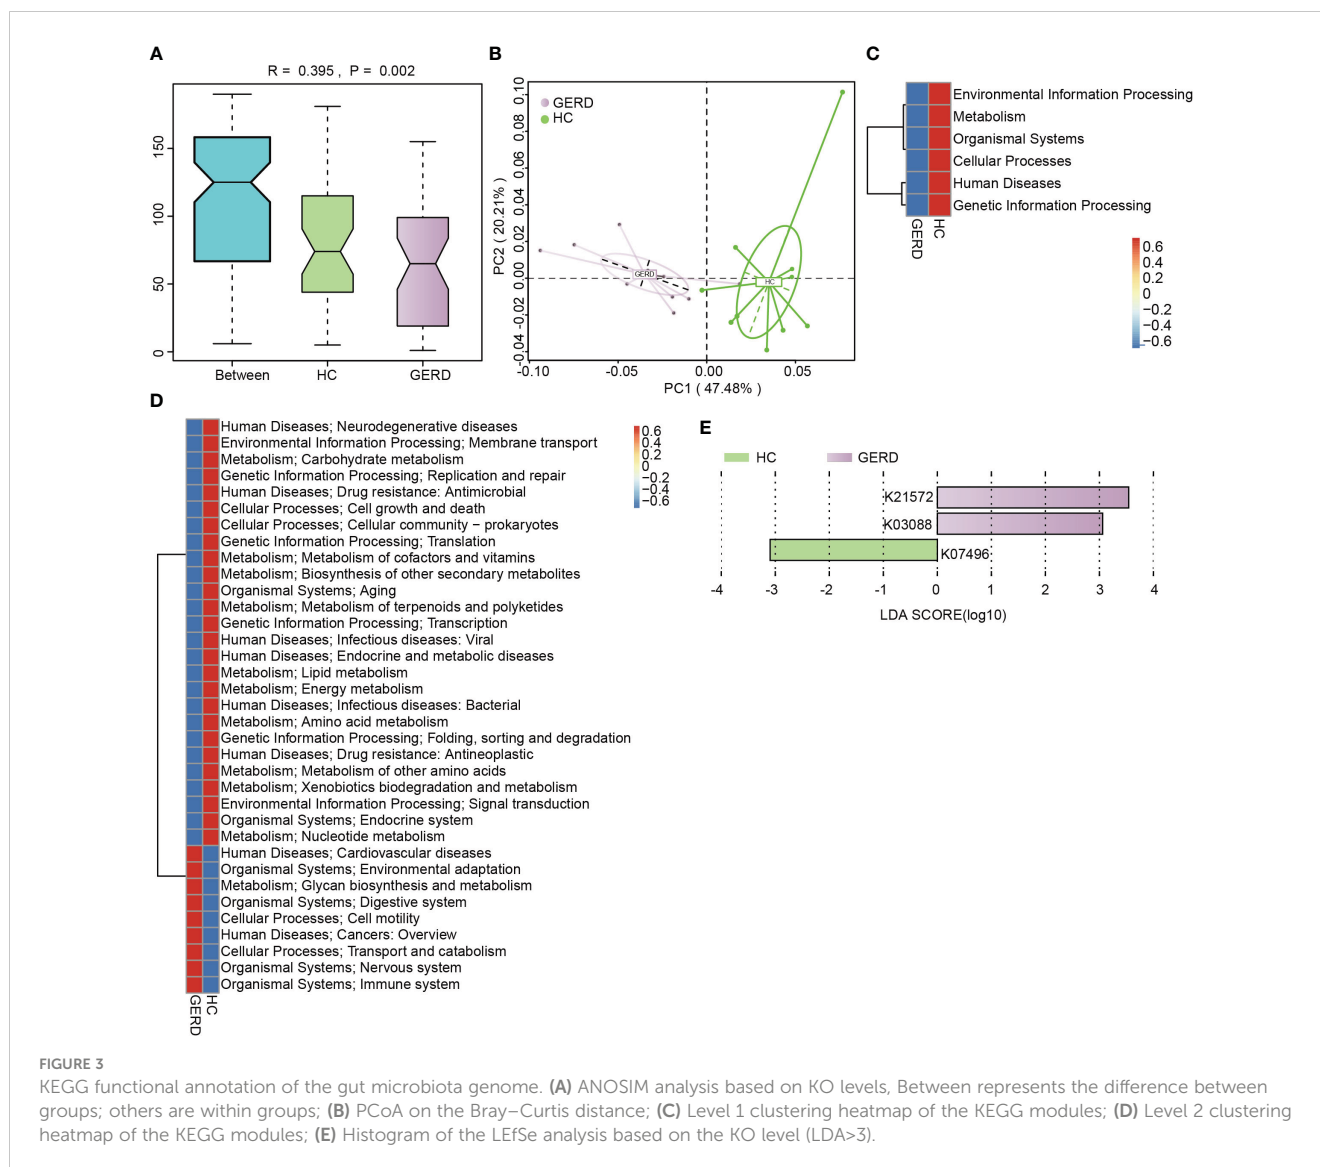 A
R = 0.395 , P = 0.002
150
100
50
0
Between
HC
GERD
B
GERD
HC
PC2 ( 20.21% )
0.10
0.08
0.06
0.04
0.02
0.00
-0.02
-0.04
GERD
HC
-0.10
-0.05
0.00
0.05
PC1 ( 47.48% )
C
Environmental Information Processing
Metabolism
Organismal Systems
Cellular Processes
Human Diseases
Genetic Information Processing
GERD
HC
0.6
0.4
0.2
0
−0.2
−0.4
−0.6
D
Human Diseases; Neurodegenerative diseases
Environmental Information Processing; Membrane transport
Metabolism; Carbohydrate metabolism
Genetic Information Processing; Replication and repair
Human Diseases; Drug resistance: Antimicrobial
Cellular Processes; Cell growth and death
Cellular Processes; Cellular community − prokaryotes
Genetic Information Processing; Translation
Metabolism; Metabolism of cofactors and vitamins
Metabolism; Biosynthesis of other secondary metabolites
Organismal Systems; Aging
Metabolism; Metabolism of terpenoids and polyketides
Genetic Information Processing; Transcription
Human Diseases; Infectious diseases: Viral
Human Diseases; Endocrine and metabolic diseases
Metabolism; Lipid metabolism
Metabolism; Energy metabolism
Human Diseases; Infectious diseases: Bacterial
Metabolism; Amino acid metabolism
Genetic Information Processing; Folding, sorting and degradation
Human Diseases; Drug resistance: Antineoplastic
Metabolism; Metabolism of other amino acids
Metabolism; Xenobiotics biodegradation and metabolism
Environmental Information Processing; Signal transduction
Organismal Systems; Endocrine system
Metabolism; Nucleotide metabolism
Human Diseases; Cardiovascular diseases
Organismal Systems; Environmental adaptation
Metabolism; Glycan biosynthesis and metabolism
Organismal Systems; Digestive system
Cellular Processes; Cell motility
Human Diseases; Cancers: Overview
Cellular Processes; Transport and catabolism
Organismal Systems; Nervous system
Organismal Systems; Immune system
GERD
HC
0.6
0.4
0.2
0
−0.2
−0.4
−0.6
E
HC
GERD
K21572
K03088
K07496
-4
-3
-2
-1
0
1
2
3
4
LDA SCORE(log10)
FIGURE 3
KEGG functional annotation of the gut microbiota genome. (A) ANOSIM analysis based on KO levels, Between represents the difference between
groups; others are within groups; (B) PCoA on the Bray–Curtis distance; (C) Level 1 clustering heatmap of the KEGG modules; (D) Level 2 clustering
heatmap of the KEGG modules; (E) Histogram of the LEfSe analysis based on the KO level (LDA>3).